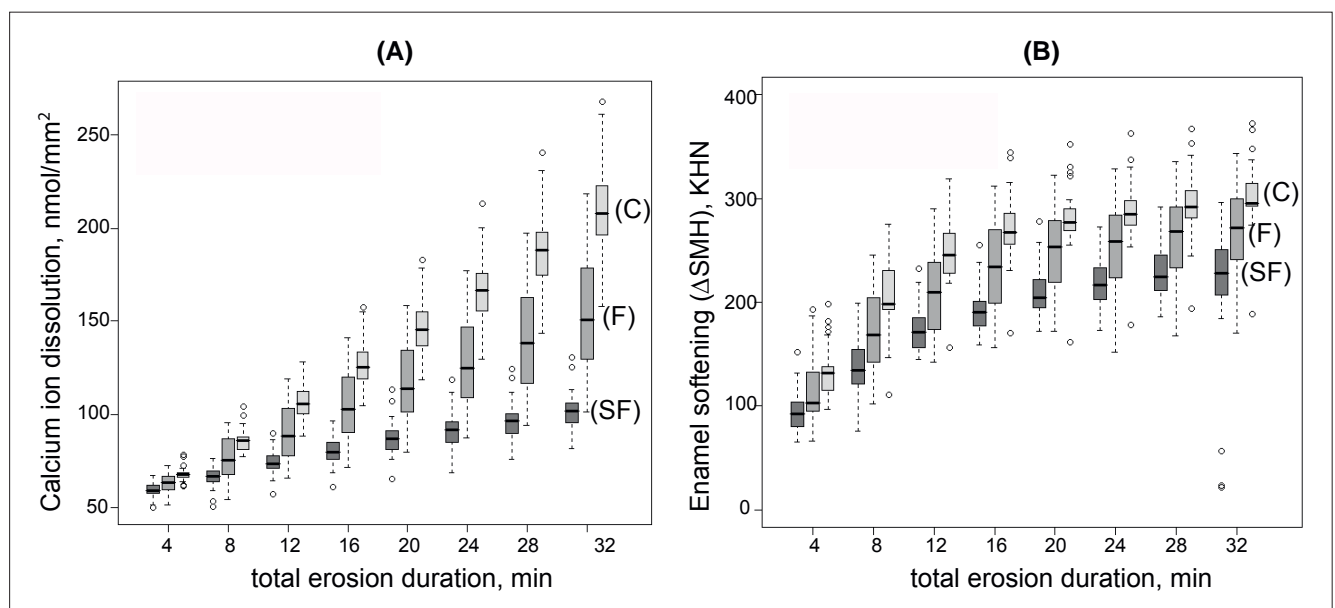 (A)
Calcium ion dissolution, nmol/mm²
250
200
150
100
50
(C)
(F)
(SF)
4 8 12 16 20 24 28 32
total erosion duration, min
(B)
Enamel softening (ΔSMH), KHN
400
300
200
100
0
(C)
(F)
(SF)
4 8 12 16 20 24 28 32
total erosion duration, min